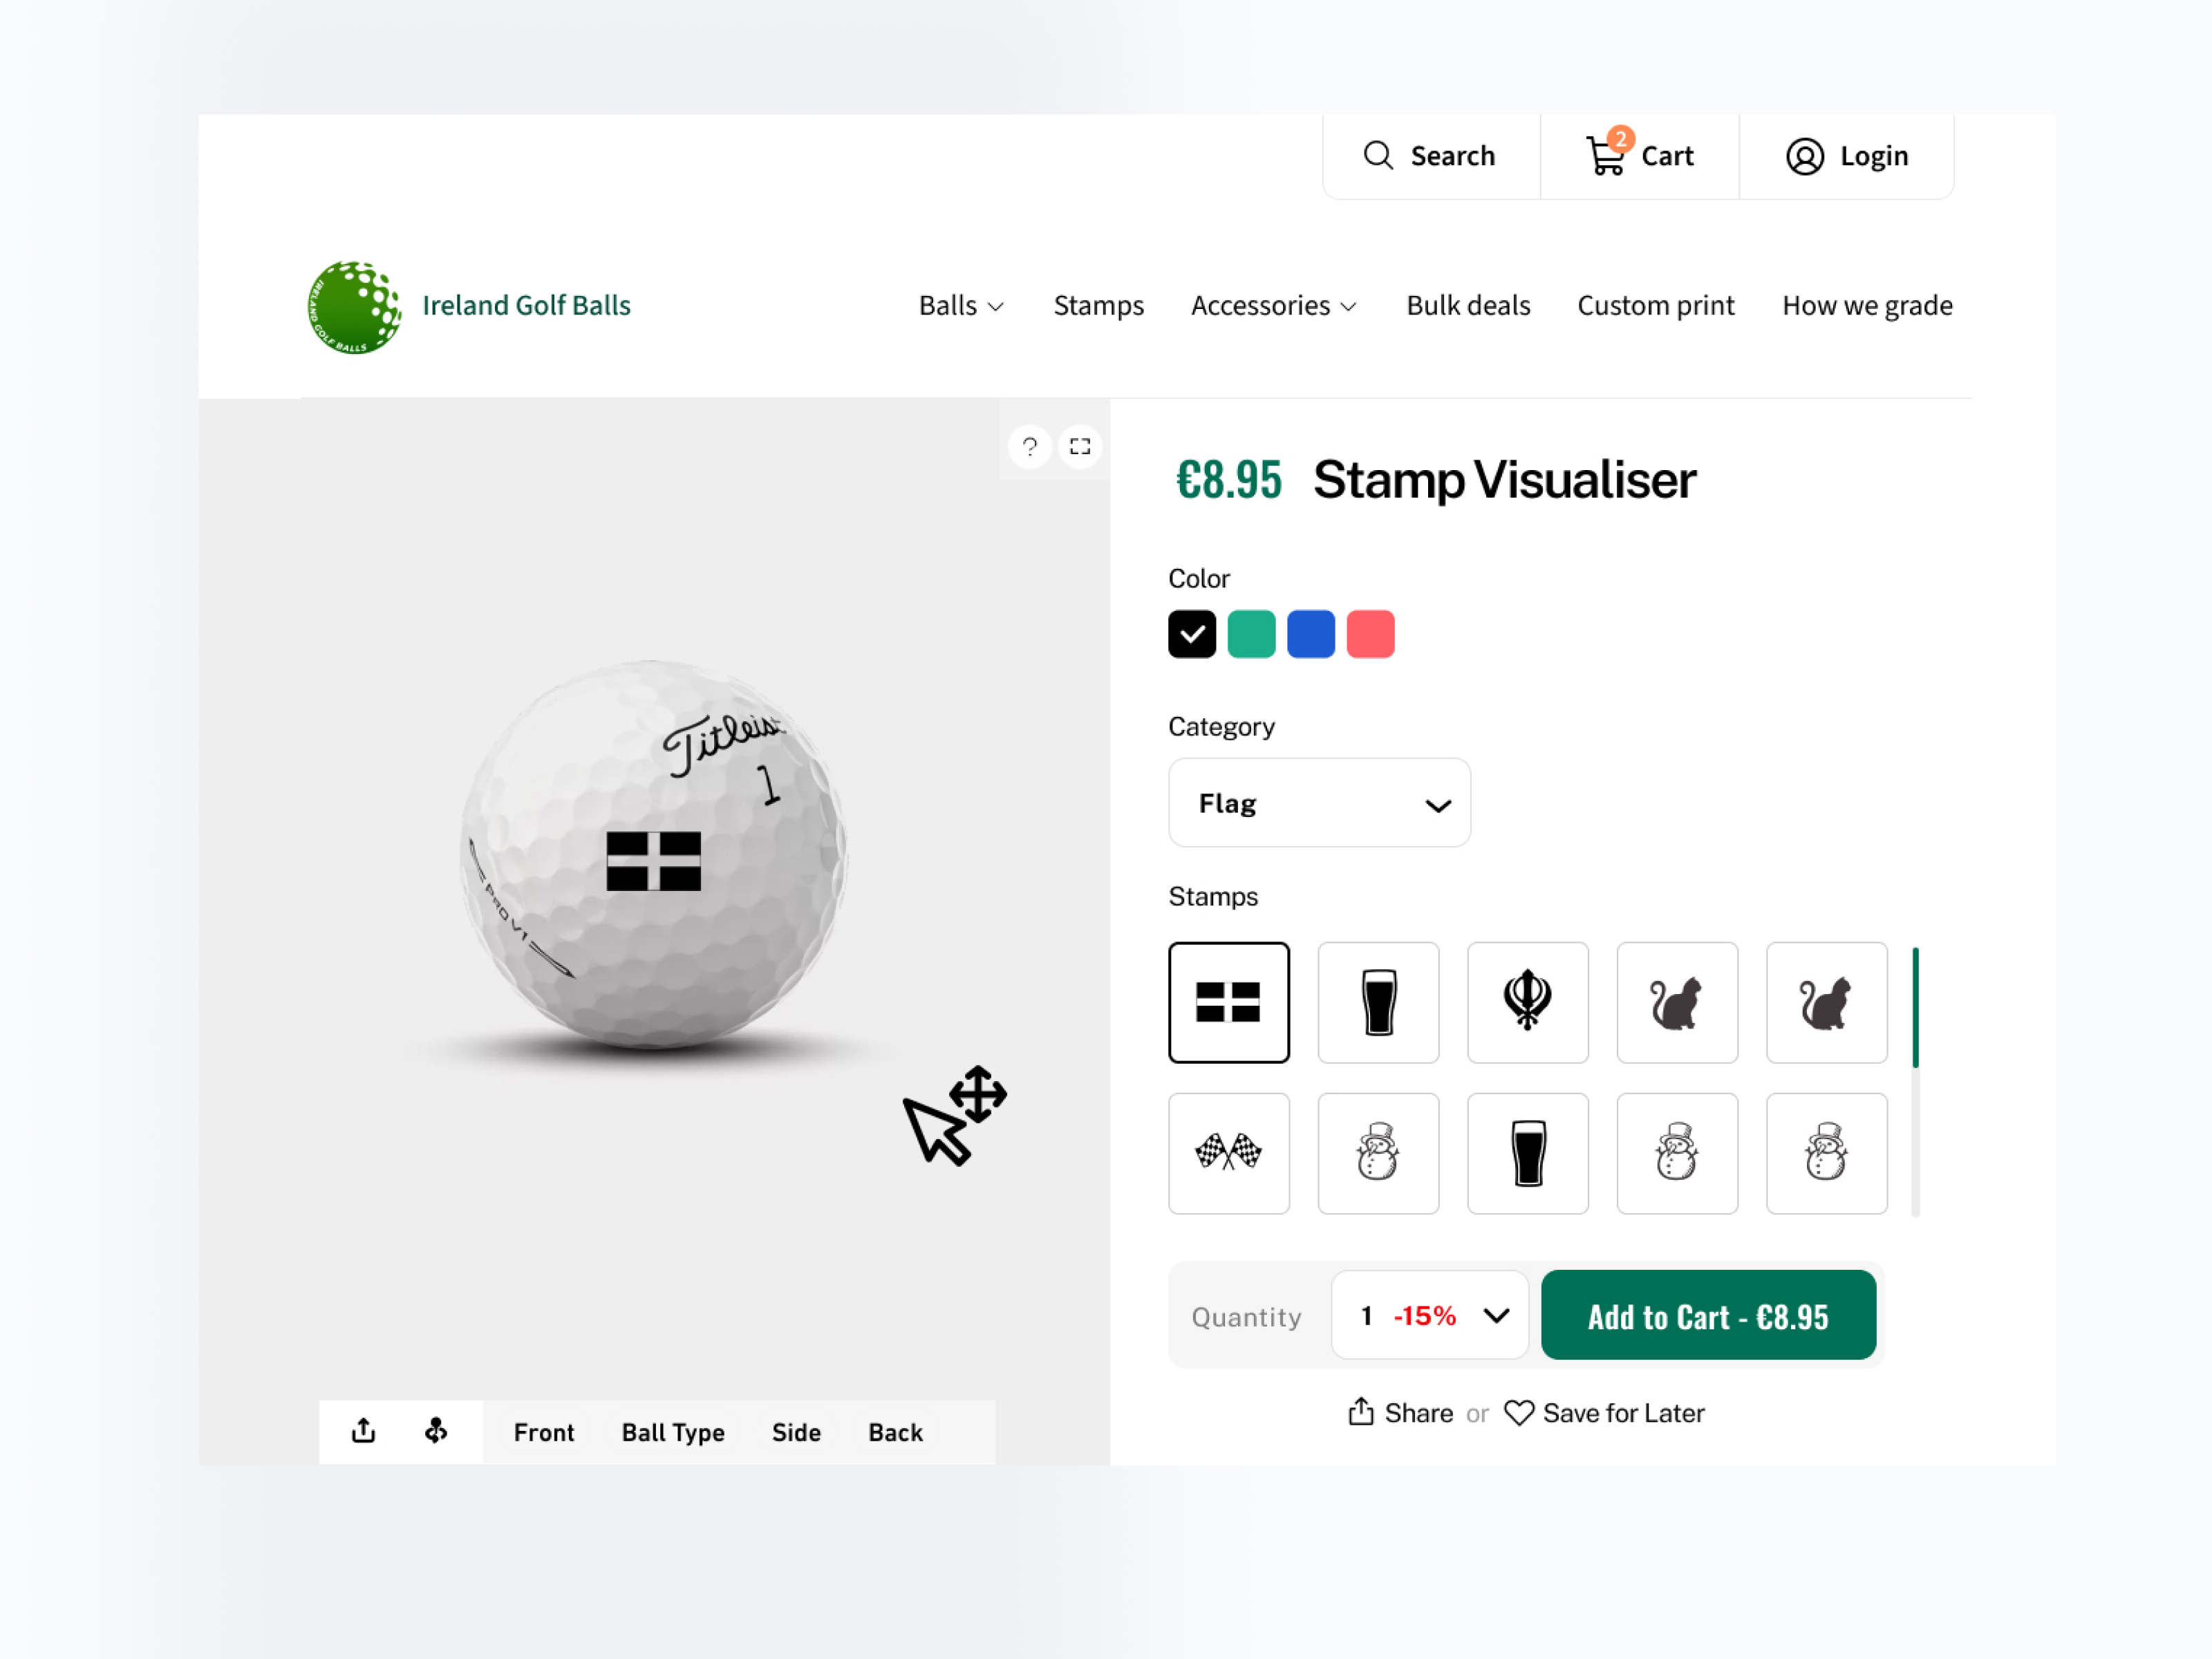 Search
2
Cart
Login
IRELAND GOLF BALLS
Ireland Golf Balls
Balls
Stamps
Accessories
Bulk deals
Custom print
How we grade
?
€8.95 Stamp Visualiser
Color
Category
Flag
Stamps
Titleist
1
PRO V1
Quantity
1 -15%
Add to Cart - €8.95
Share or Save for Later
Front
Ball Type
Side
Back